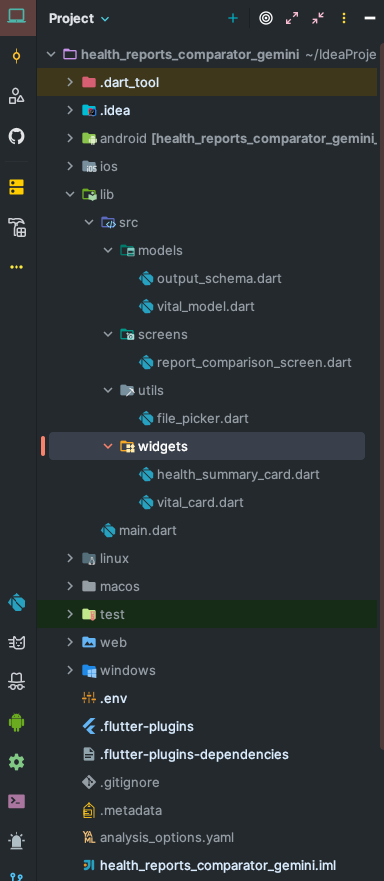 Project
health_reports_comparator_gemini ~/IdeaProje
.dart_tool
.idea
android [health_reports_comparator_gemini_
ios
lib
src
models
output_schema.dart
vital_model.dart
screens
report_comparison_screen.dart
utils
file_picker.dart
widgets
health_summary_card.dart
vital_card.dart
main.dart
linux
macos
test
web
windows
.env
.flutter-plugins
.flutter-plugins-dependencies
.gitignore
.metadata
analysis_options.yaml
health_reports_comparator_gemini.iml